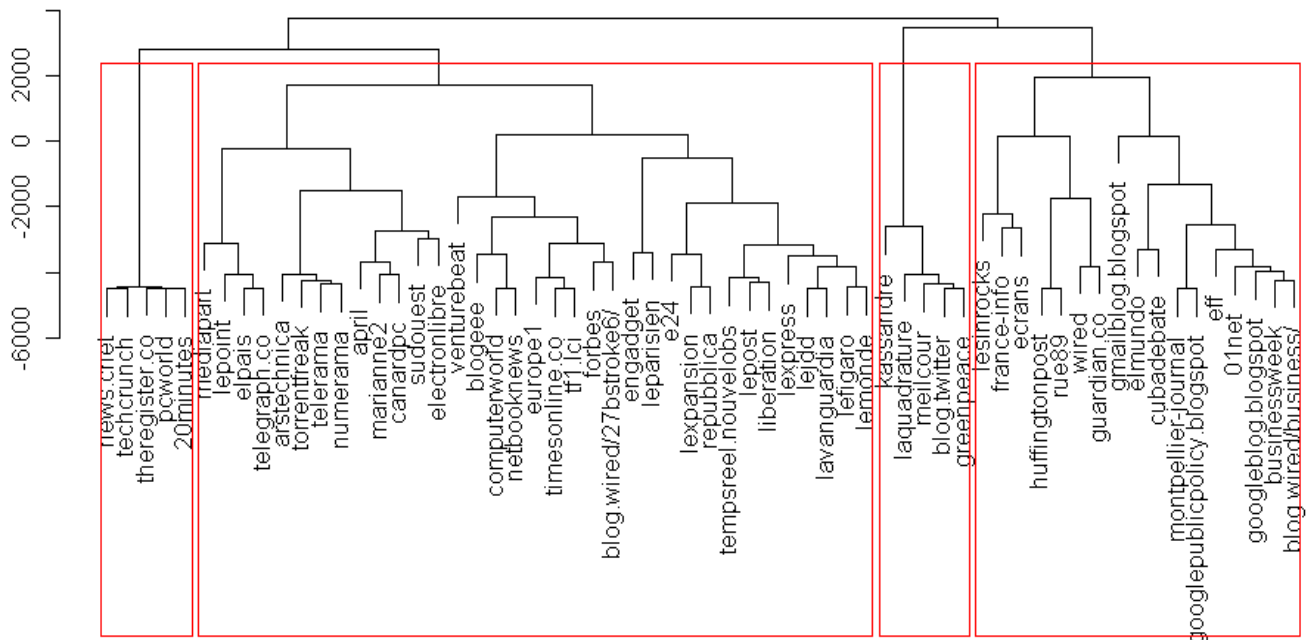 2000
0
-2000
-6000
news.cnet
techcrunch
theregister.co
pcworld
20minutes
mediapart
lepoint
elpais
telegraph.co
arstechnica
torrentfreak
telerama
numerama
april
marianne2
canardpc
sudouest
electronlibre
venturebeat
blogeee
computerworld
netbooknews
europe1
timesonline.co
tf1.lci
forbes
blog.wired/27bstroke6/
engadget
leparisien
e24
lexpansion
repubblica
tempsreel.nouvelobs
lepost
liberation
lexpress
lejdd
lavanguardia
lefigaro
lemonde
kassandre
laquadrature
meilcour
blog.twitter
greenpeace
lesinrocks
france-info
ecrans
huffingtonpost
rue89
wired
guardian.co
gmailblog.blogspot
elmundo
cubadebate
montpellier-journal
googlepublicpolicy.blogspot
eff
01net
googleblog.blogspot
businessweek
blog.wired/business/